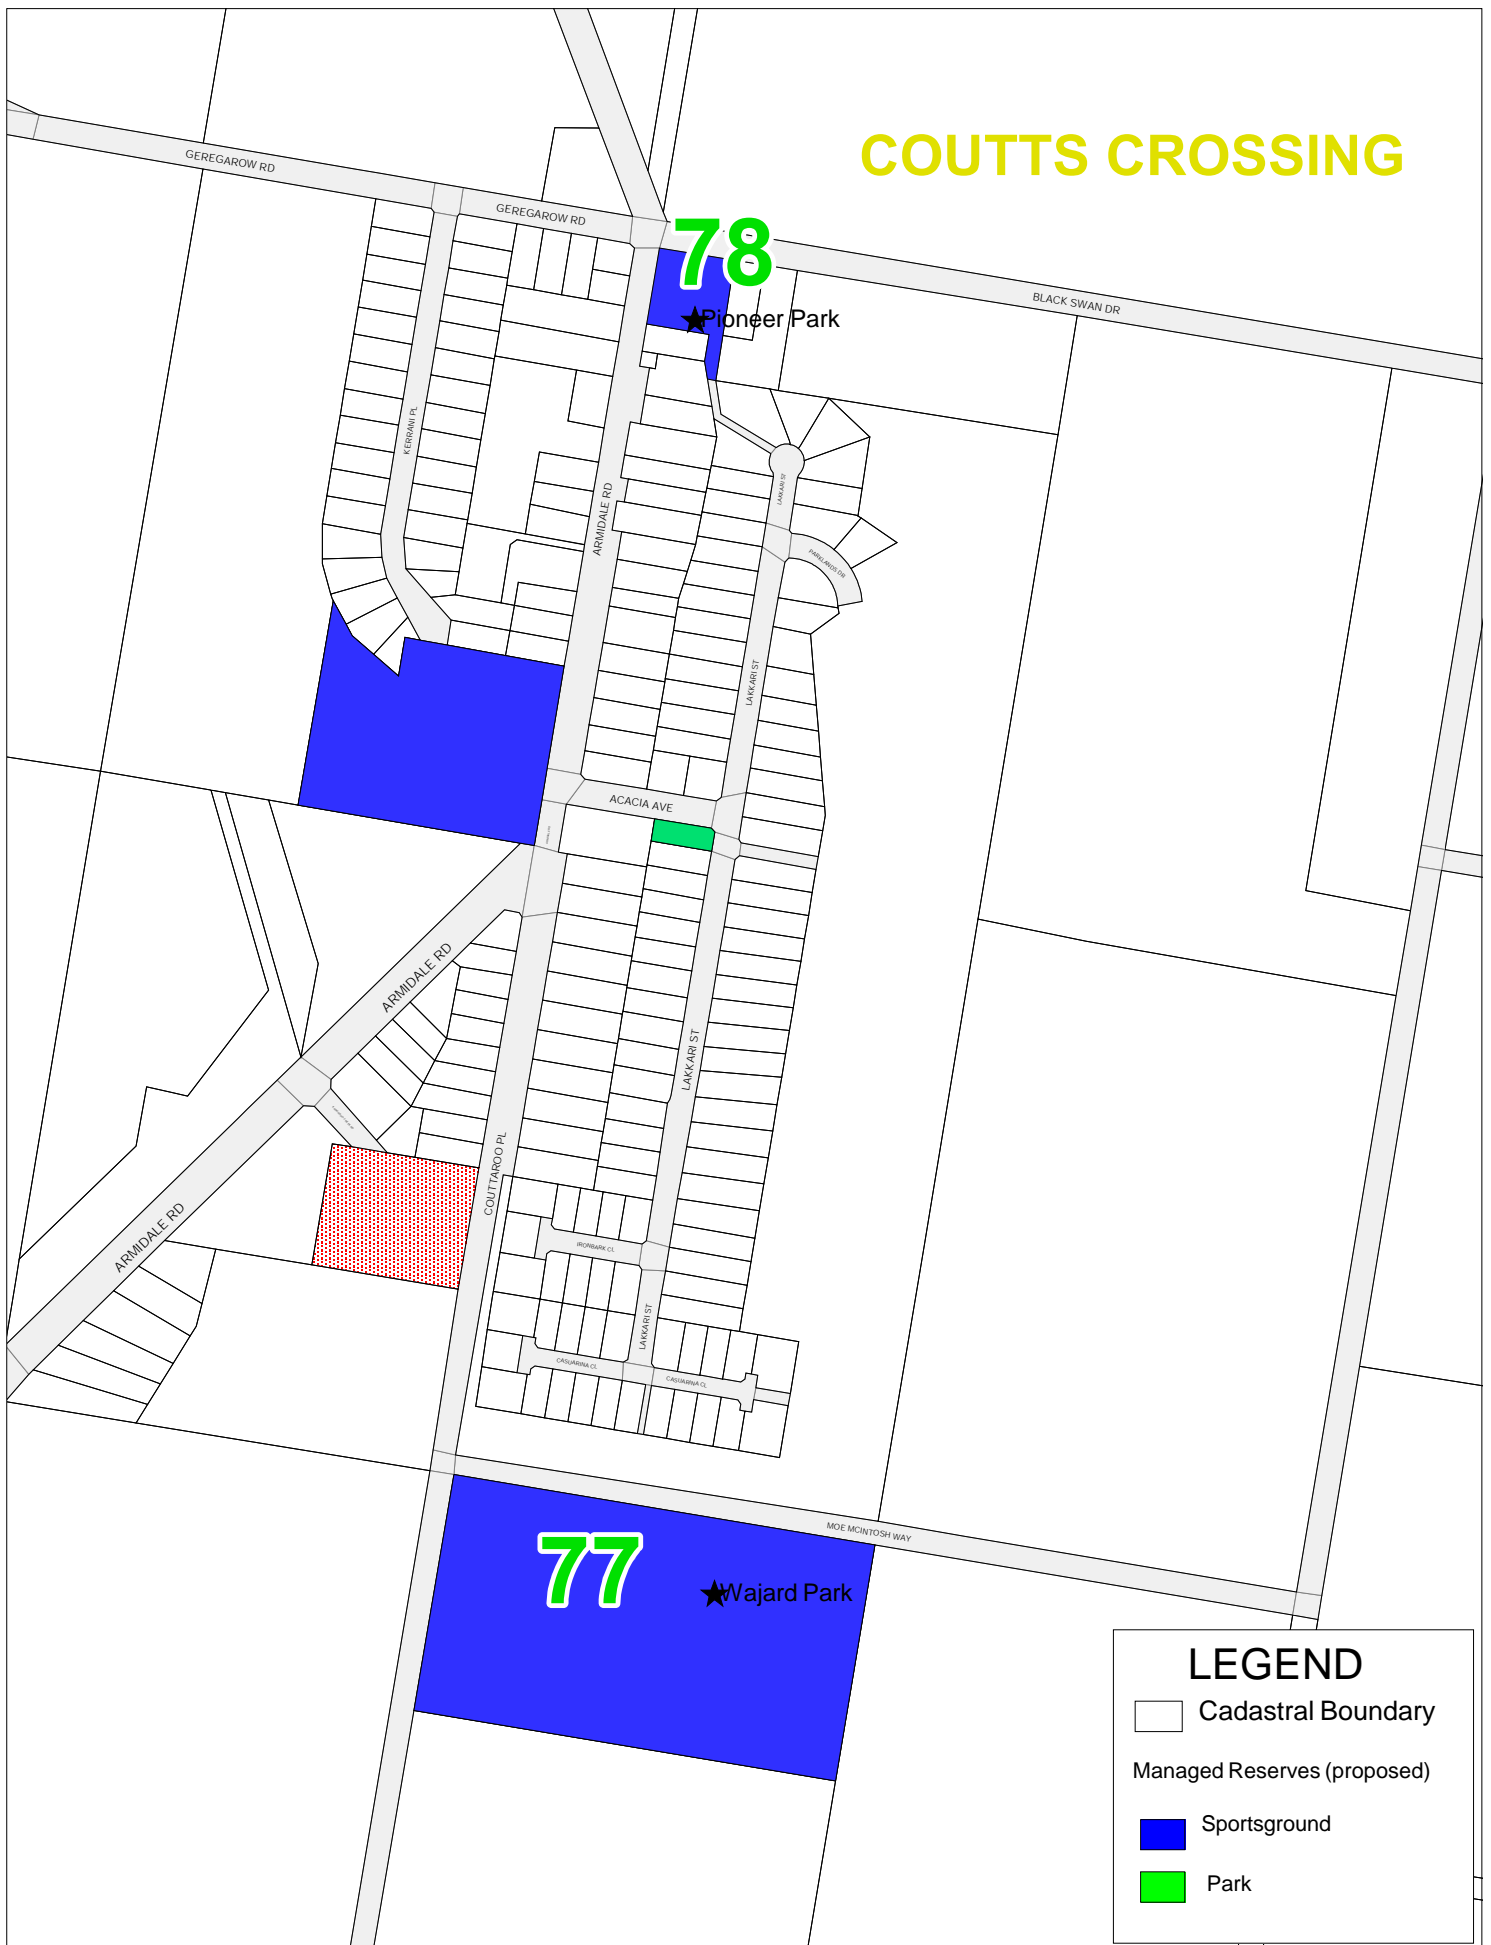 COUTTS CROSSING
GEREGAROW RD
GEREGAROW RD
78
BLACK SWAN DR
Pioneer Park
KERRANI PL
ARMIDALE RD
LAKKARI ST
PARKLANDS DR
LAKKARI ST
ACACIA AVE
ARMIDALE RD
LAKKARI ST
COUTTAROO PL
ARMIDALE RD
IRONBARK CL
LAKKARI ST
CASUARINA CL
CASUARINA CL
MOE MCINTOSH WAY
77
Wajard Park
LEGEND
Cadastral Boundary
Managed Reserves (proposed)
Sportsground
Park